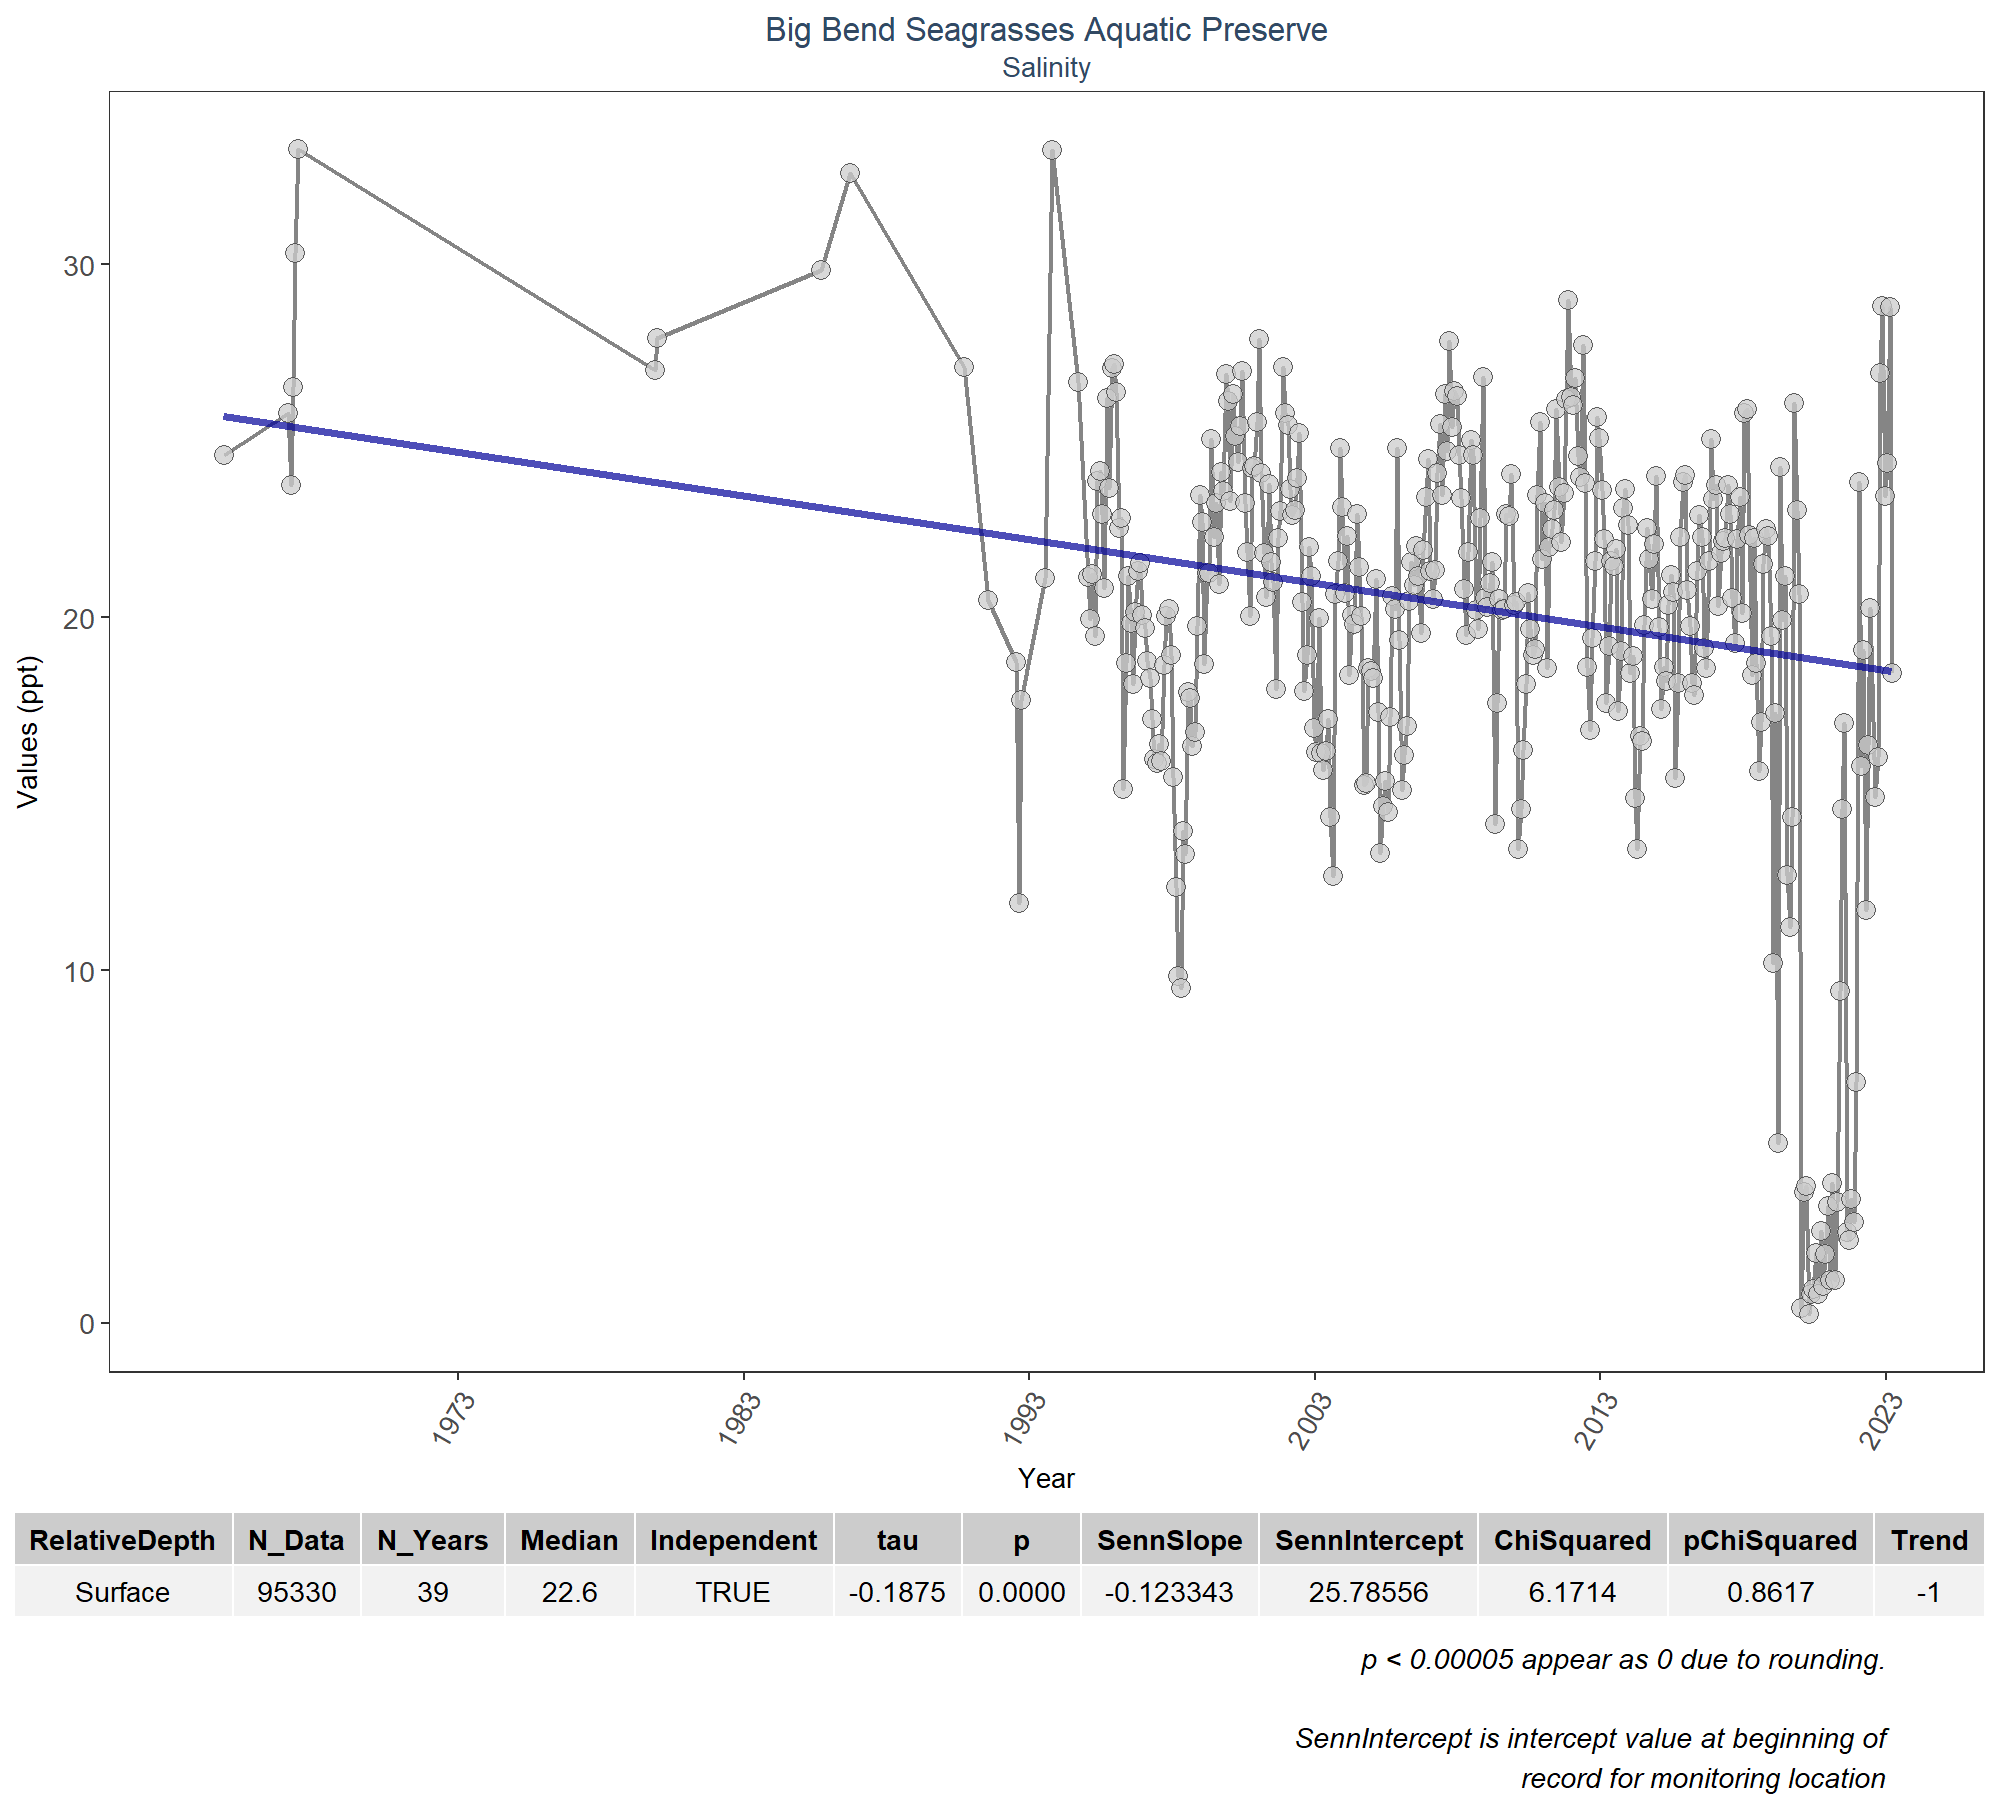 Big Bend Seagrasses Aquatic Preserve
Salinity
Values (ppt)
30
20
10
0
1973
1983
1993
2003
2013
2023
Year
RelativeDepth N_Data N_Years Median Independent tau p SennSlope SennIntercept ChiSquared pChiSquared Trend
Surface 95330 39 22.6 TRUE -0.1875 0.0000 -0.123343 25.78556 6.1714 0.8617 -1
p < 0.00005 appear as 0 due to rounding.
SennIntercept is intercept value at beginning of
record for monitoring location